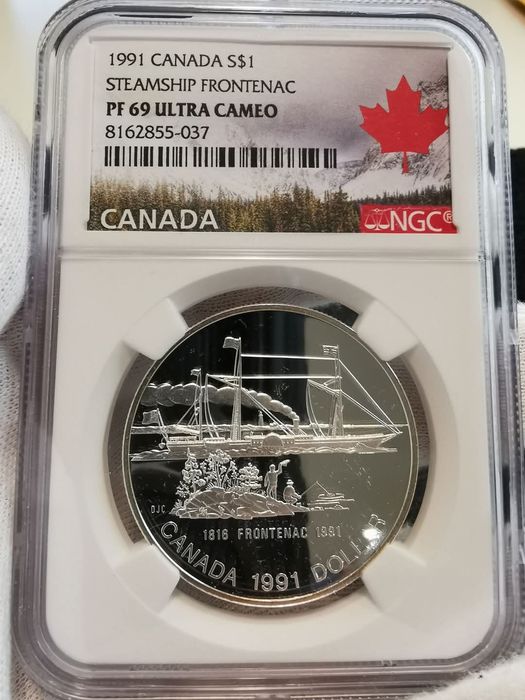 1991 CANADA S$1
STEAMSHIP FRONTENAC
PF 69 ULTRA CAMEO
8162855-037
CANADA
NGC®
DJC
1816 FRONTENAC 1991
CANADA 1991 DOLLAR